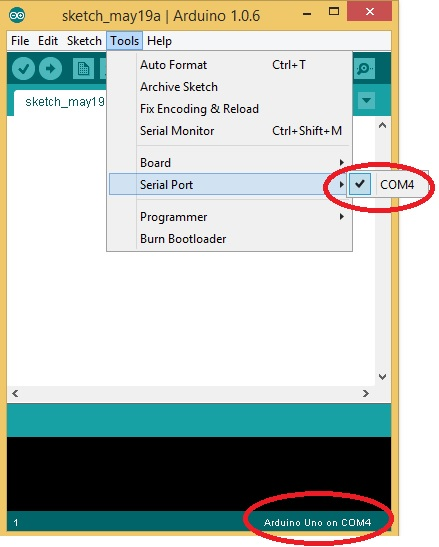 sketch_may19a | Arduino 1.0.6
File Edit Sketch Tools Help
Auto Format Ctrl+T
sketch_may19
Archive Sketch
Fix Encoding & Reload
Serial Monitor Ctrl+Shift+M
Board
Serial Port
COM4
Programmer
Burn Bootloader
1
Arduino Uno on COM4